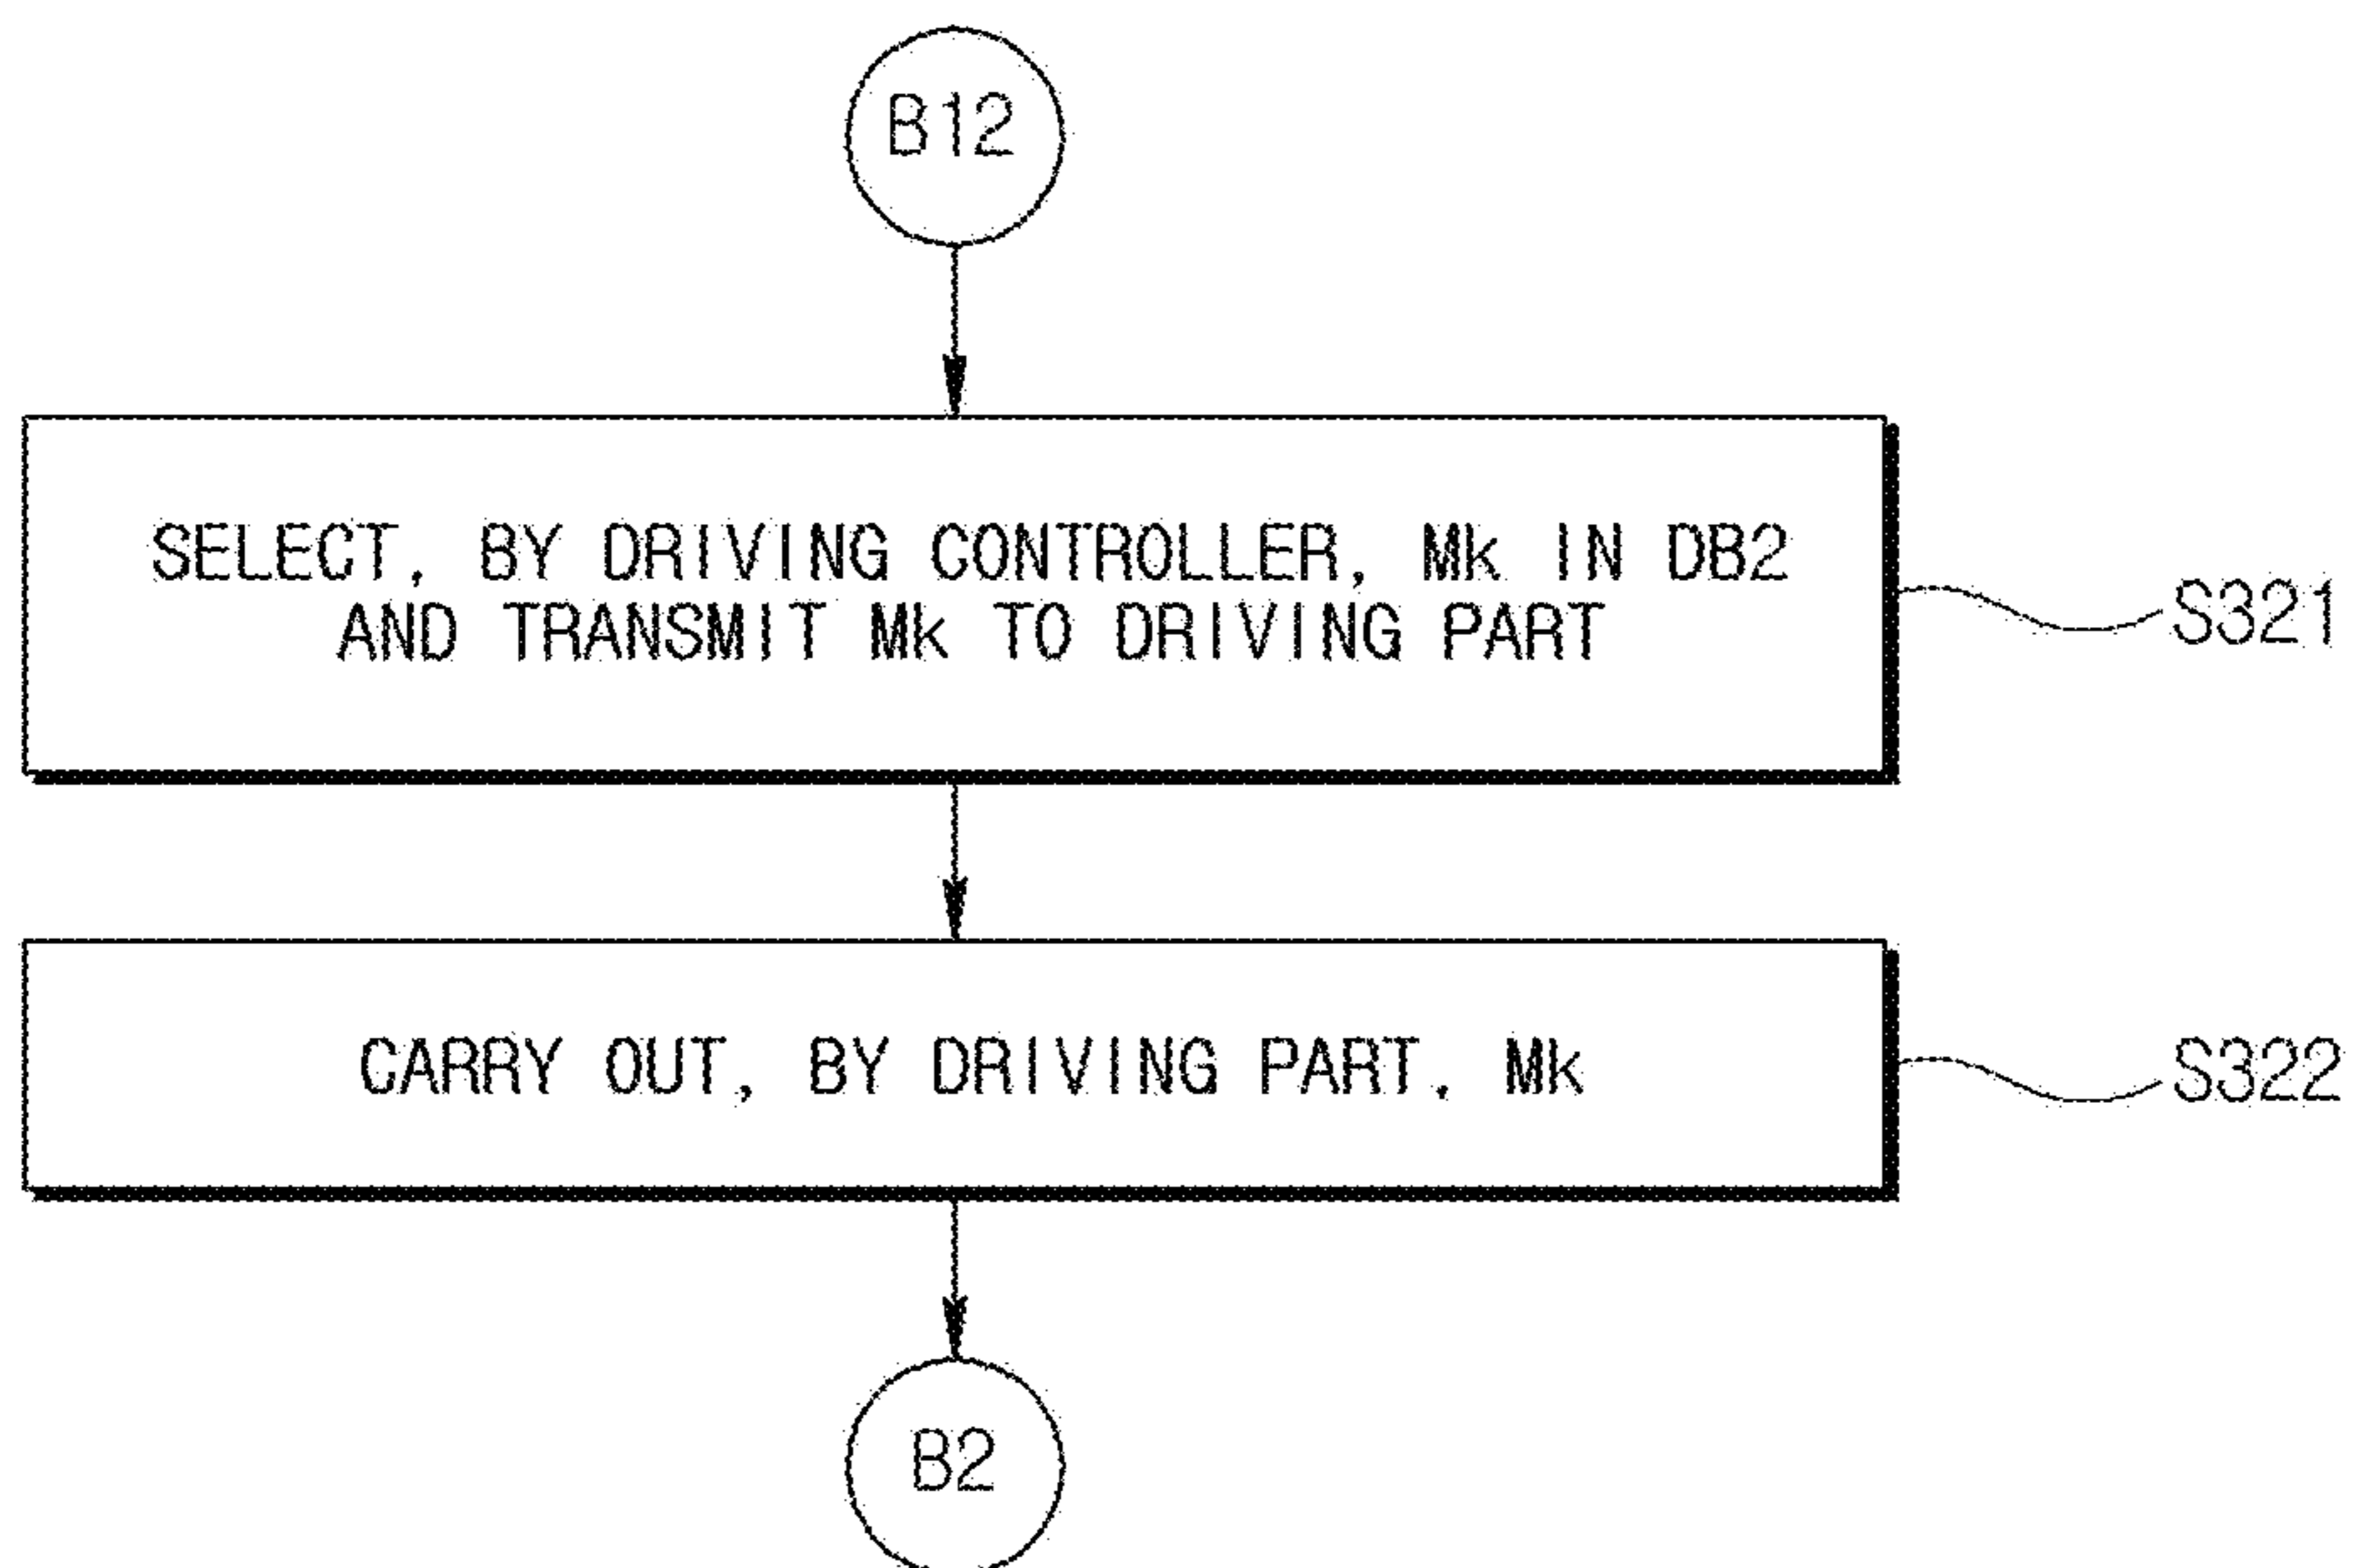 B12
SELECT, BY DRIVING CONTROLLER, Mk IN DB2
AND TRANSMIT Mk TO DRIVING PART
S321
CARRY OUT, BY DRIVING PART, Mk
S322
B2